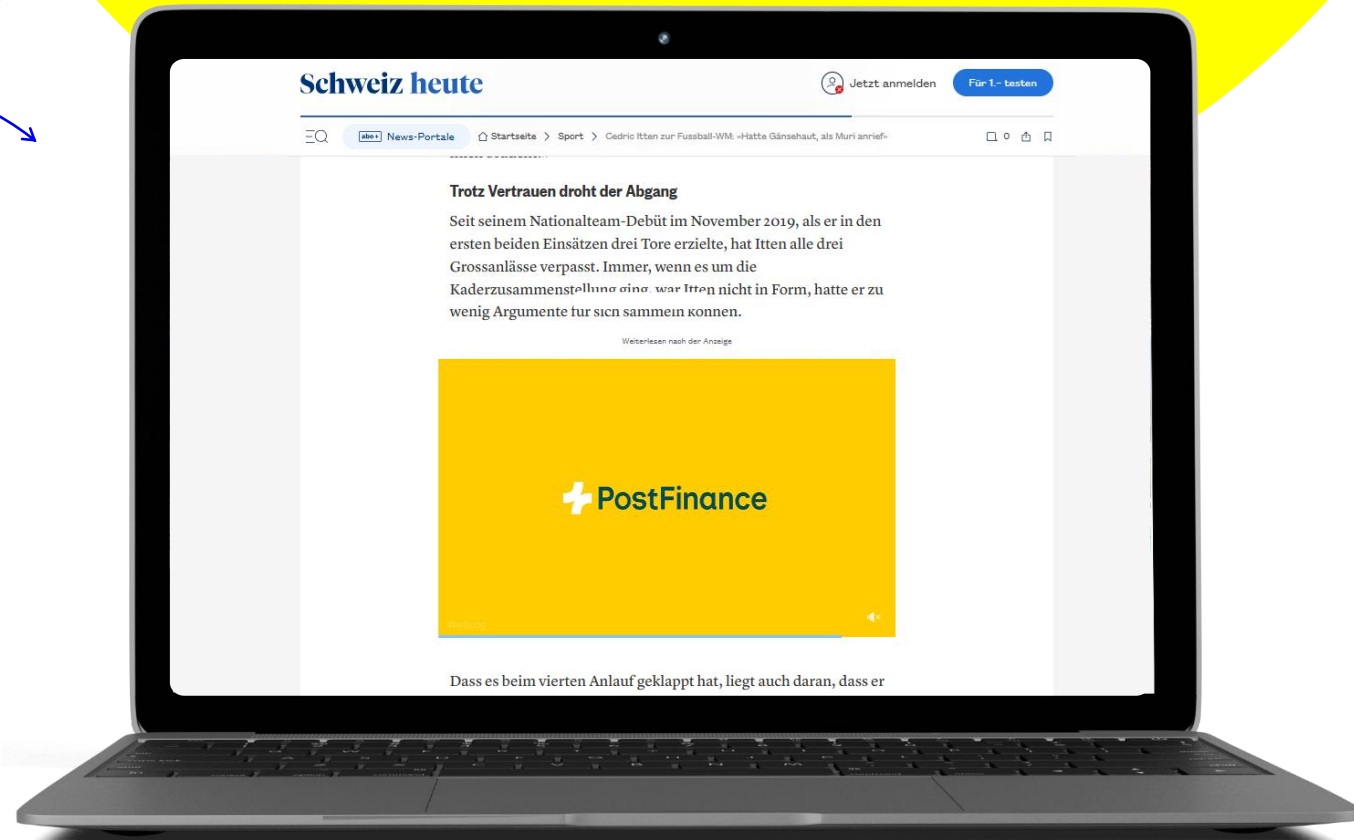 Schweiz heute
Jetzt anmelden
Für 1.– testen
abo+ News-Portale
Startseite > Sport > Cedric Itten zur Fussball-WM: «Hatte Gänsehaut, als Muri anrief»
0
Trotz Vertrauen droht der Abgang
Seit seinem Nationalteam-Debüt im November 2019, als er in den
ersten beiden Einsätzen drei Tore erzielte, hat Itten alle drei
Grossanlässe verpasst. Immer, wenn es um die
Kaderzusammenstellung ging, war Itten nicht in Form, hatte er zu
wenig Argumente für sich sammeln können.
Weiterlesen nach der Anzeige
PostFinance
Werbung
Dass es beim vierten Anlauf geklappt hat, liegt auch daran, dass er